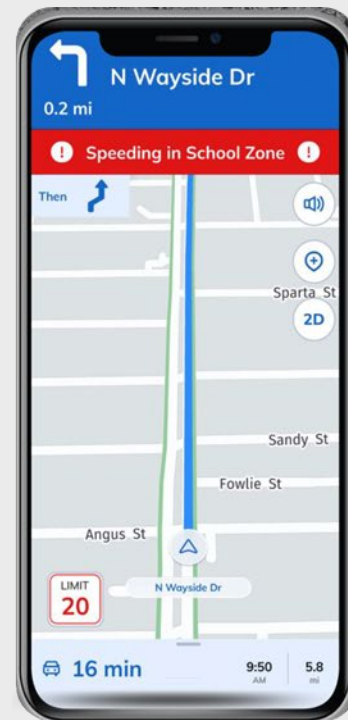 N Wayside Dr
0.2 mi
! Speeding in School Zone !
Then
Sparta St
2D
Sandy St
Fowlie St
Angus St
LIMIT
20
N Wayside Dr
16 min
9:50
AM
5.8
mi